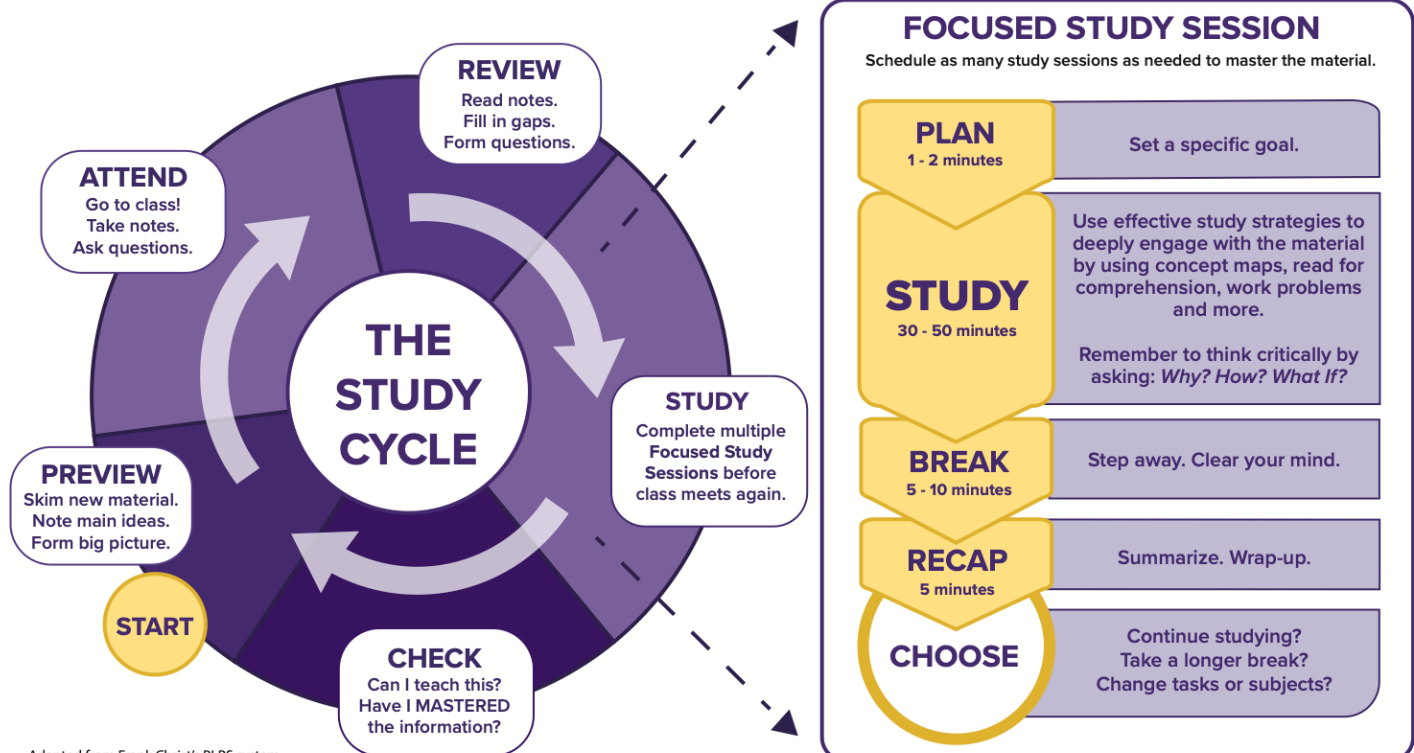 THE
STUDY
CYCLE
START
PREVIEW
Skim new material.
Note main ideas.
Form big picture.
ATTEND
Go to class!
Take notes.
Ask questions.
REVIEW
Read notes.
Fill in gaps.
Form questions.
STUDY
Complete multiple
Focused Study
Sessions before
class meets again.
CHECK
Can I teach this?
Have I MASTERED
the information?
FOCUSED STUDY SESSION
Schedule as many study sessions as needed to master the material.
PLAN
1 - 2 minutes
Set a specific goal.
STUDY
30 - 50 minutes
Use effective study strategies to
deeply engage with the material
by using concept maps, read for
comprehension, work problems
and more.
Remember to think critically by
asking: Why? How? What If?
BREAK
5 - 10 minutes
Step away. Clear your mind.
RECAP
5 minutes
Summarize. Wrap-up.
CHOOSE
Continue studying?
Take a longer break?
Change tasks or subjects?